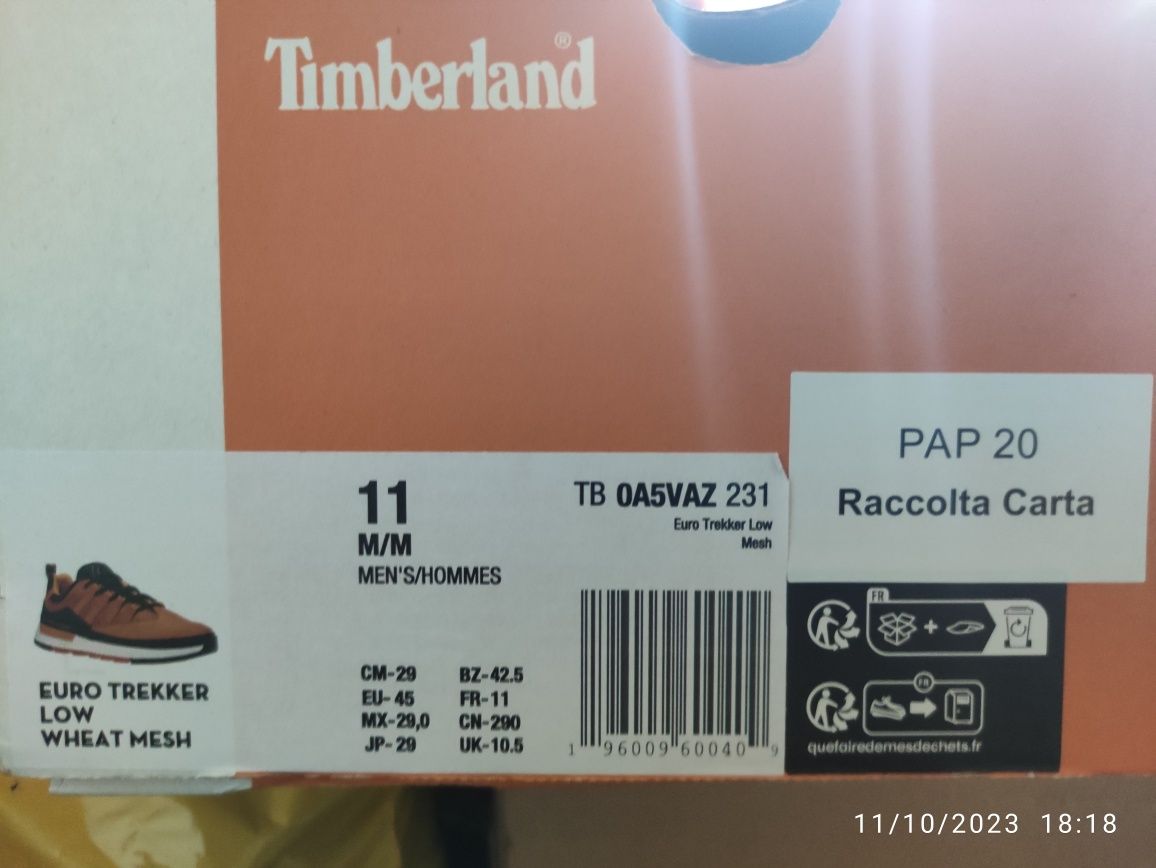 Timberland®
PAP 20
Raccolta Carta
11
M/M
MEN'S/HOMMES
TB 0A5VAZ 231
Euro Trekker Low
Mesh
CM-29 BZ-42.5
EU-45 FR-11
MX-29,0 CN-290
JP-29 UK-10.5
1 96009 60040 9
EURO TREKKER
LOW
WHEAT MESH
FR
FR
quefairedemesdechets.fr
11/10/2023 18:18